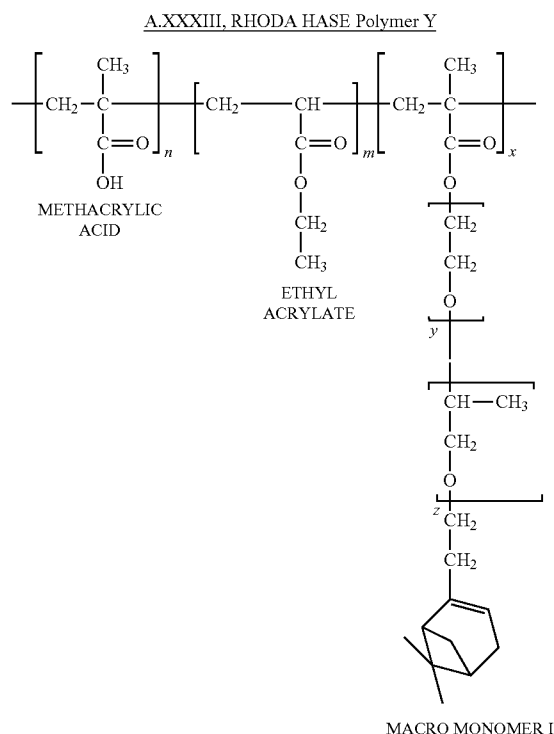 A.XXXIII, RHODA HASE Polymer Y
CH3 CH3
CH2 C CH2 CH CH2 C
C=O n C=O m C=O x
OH O O
METHACRYLIC
ACID
CH2 CH2
CH3 CH2
ETHYL
ACRYLATE
O
y
CH—CH3
CH2
O
z
CH2
CH2
MACRO MONOMER L